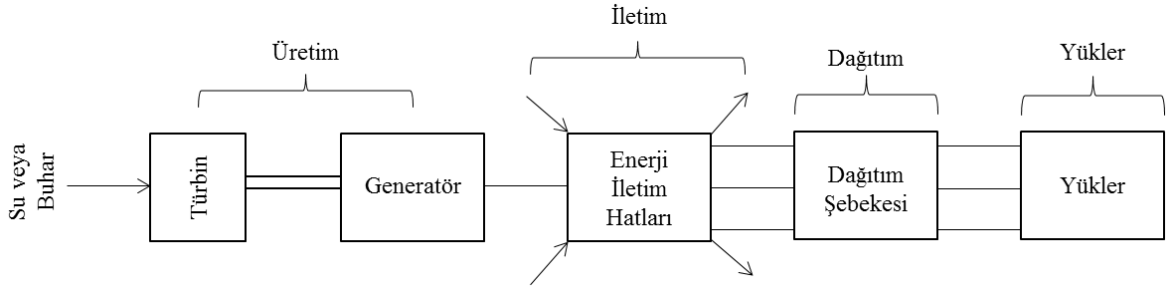 İletim
Üretim
Dağıtım
Yükler
Su veya
Buhar
Türbin
Generatör
Enerji
İletim
Hatları
Dağıtım
Şebekesi
Yükler